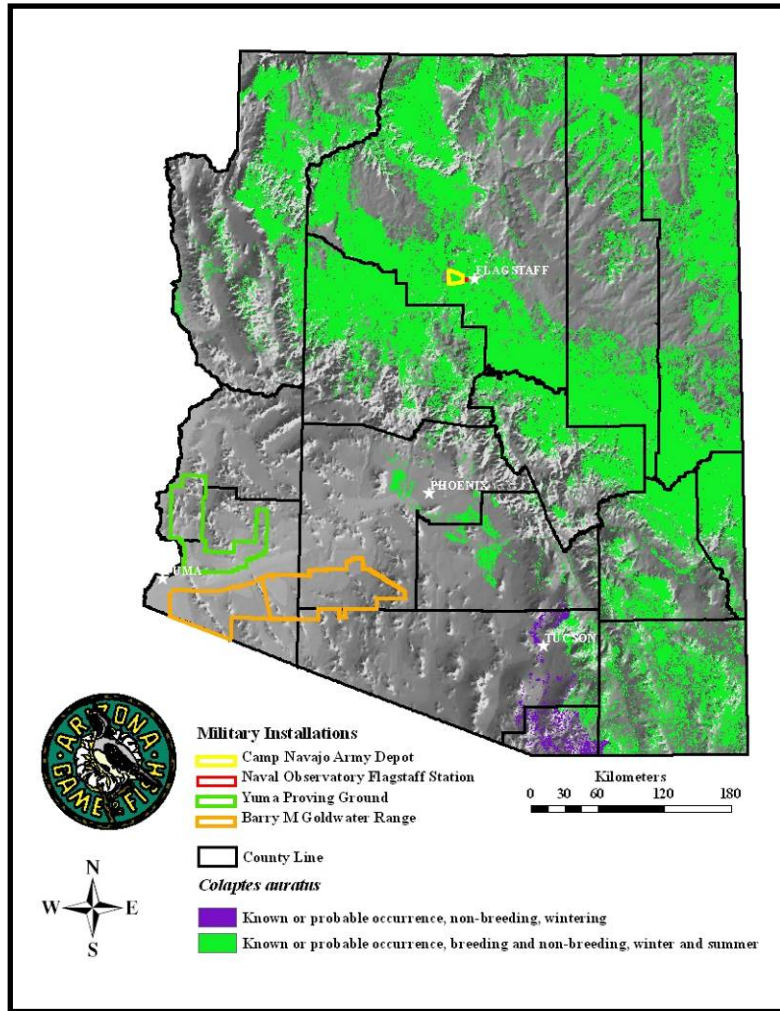 FLAGSTAFF
PHOENIX
UMA
TUCSON
ARIZONA
GAME & FISH
Military Installations
Camp Navajo Army Depot
Naval Observatory Flagstaff Station
Yuma Proving Ground
Barry M Goldwater Range
County Line
Colaptes auratus
Known or probable occurrence, non-breeding, wintering
Known or probable occurrence, breeding and non-breeding, winter and summer
Kilometers
0 30 60 120 180
N
W E
S